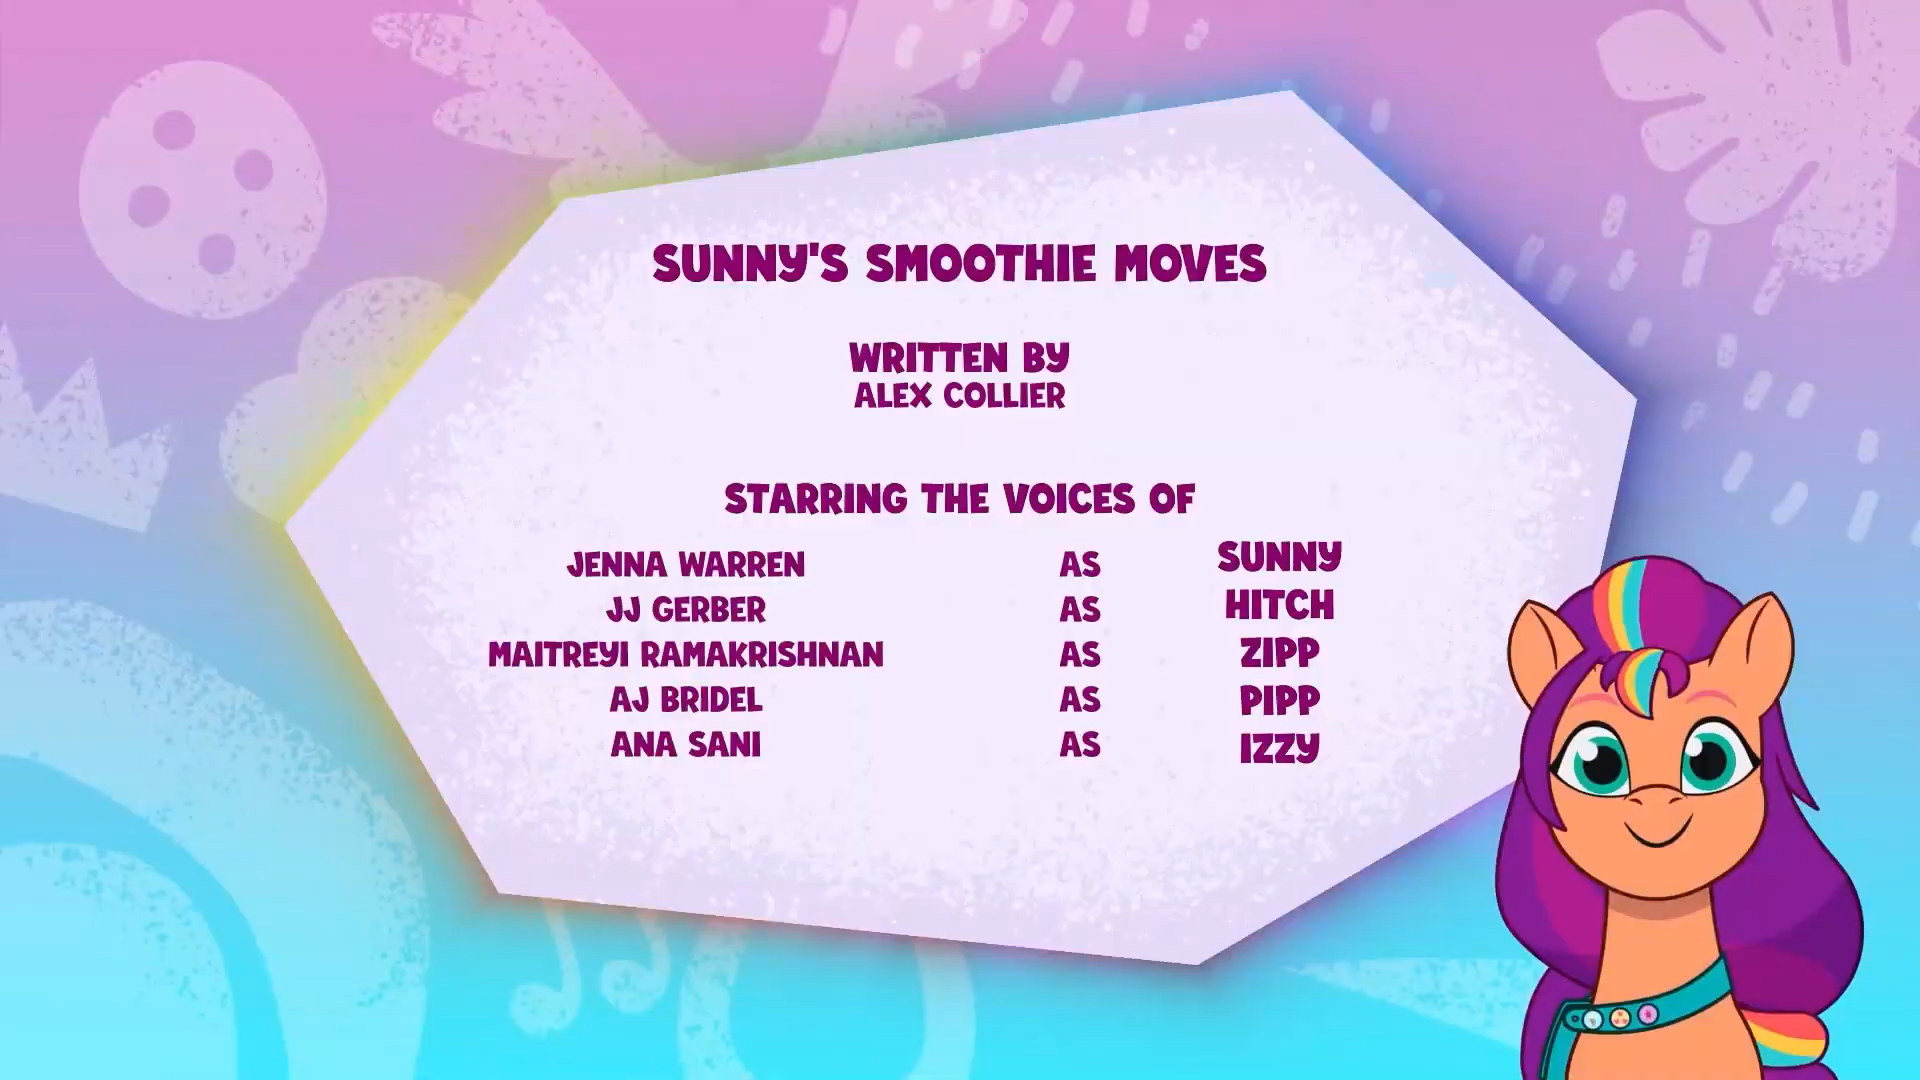 SUNNY'S SMOOTHIE MOVES
WRITTEN BY
ALEX COLLIER
STARRING THE VOICES OF
JENNA WARREN AS SUNNY
JJ GERBER AS HITCH
MAITREYI RAMAKRISHNAN AS ZIPP
AJ BRIDEL AS PIPP
ANA SANI AS IZZY